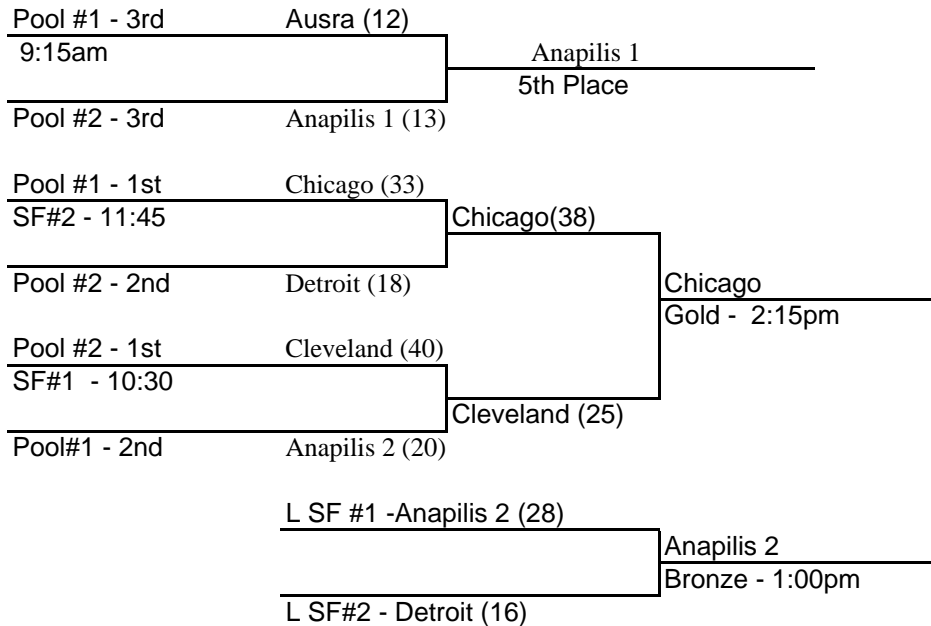 Pool #1 - 3rd Ausra (12)
9:15am Anapilis 1
5th Place
Pool #2 - 3rd Anapilis 1 (13)
Pool #1 - 1st Chicago (33)
SF#2 - 11:45 Chicago(38)
Pool #2 - 2nd Detroit (18) Chicago
Gold - 2:15pm
Pool #2 - 1st Cleveland (40)
SF#1 - 10:30
Cleveland (25)
Pool#1 - 2nd Anapilis 2 (20)
L SF #1 -Anapilis 2 (28)
Anapilis 2
Bronze - 1:00pm
L SF#2 - Detroit (16)